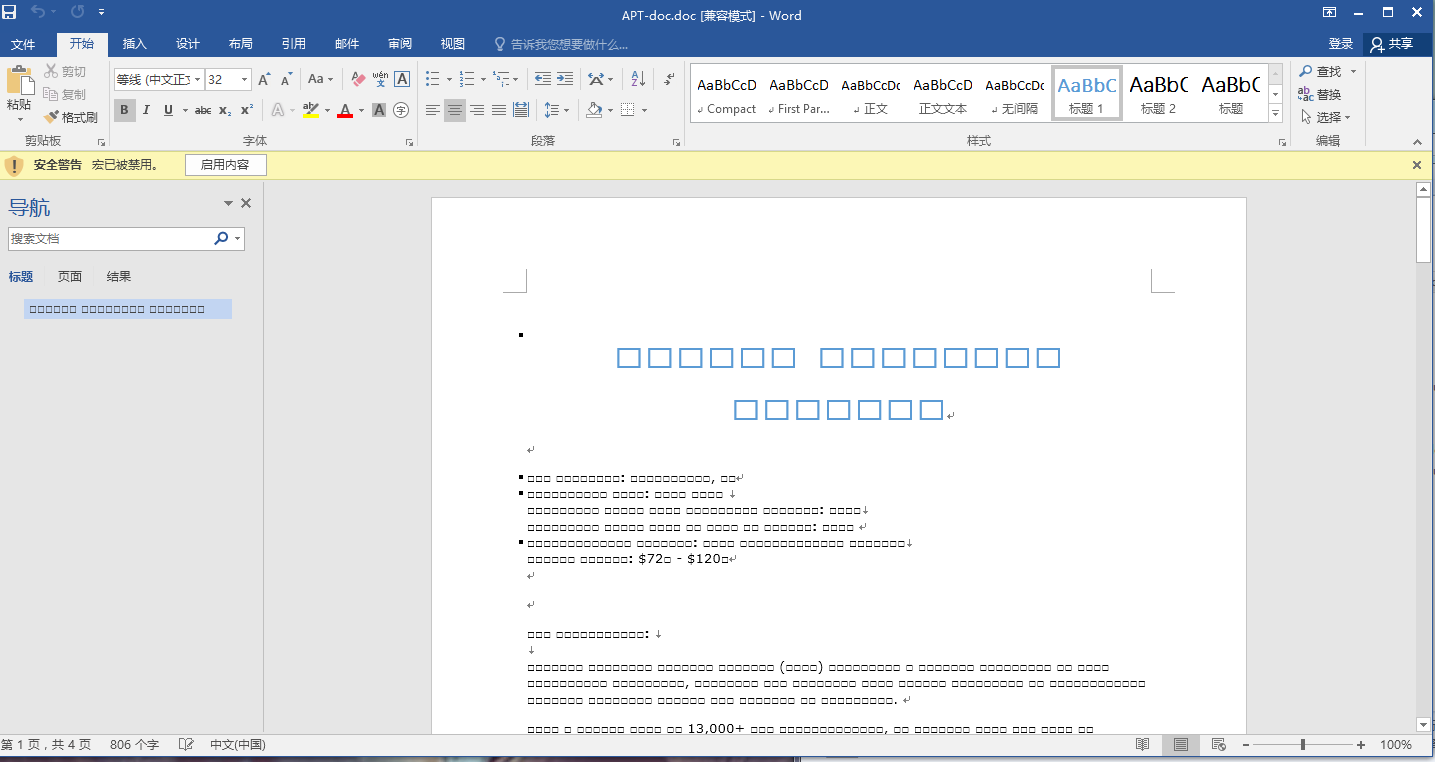 APT-doc.doc [兼容模式] - Word
文件 开始 插入 设计 布局 引用 邮件 审阅 视图 告诉我您想要做什么... 登录 共享
粘贴 剪切 复制 格式刷
等线 (中文正文 32 Aa wén A
B I U abc x₂ x² A aby A A 字
AaBbCcD AaBbCcD AaBbCcDc AaBbCcD AaBbCcDc AaBbC AaBbC AaBbC
Compact First Par... 正文 正文文本 无间隔 标题 1 标题 2 标题
查找
替换
选择
剪贴板 字体 段落 样式 编辑
安全警告 宏已被禁用。 启用内容
导航
搜索文档
标题 页面 结果
□□□□□□ □□□□□□□□ □□□□□□□
□□□□□□ □□□□□□□□
□□□□□□□
□□□ □□□□□□□□: □□□□□□□□□□, □□
□□□□□□□□□□ □□□□: □□□□ □□□□
□□□□□□□□□ □□□□□ □□□□ □□□□□□□□□ □□□□□□□: □□□□
□□□□□□□□□ □□□□□ □□□□ □□ □□□□ □□ □□□□□□: □□□□
□□□□□□□□□□□□□ □□□□□□□: □□□□ □□□□□□□□□□□□□ □□□□□□□
□□□□□□ □□□□□□: $72□ - $120□
□□□ □□□□□□□□□□□:
□□□□□□□ □□□□□□□□ □□□□□□□ □□□□□□□ (□□□□) □□□□□□□□□ □ □□□□□□□ □□□□□□□□□ □□ □□□□
□□□□□□□□□□ □□□□□□□□□, □□□□□□□□ □□□ □□□□□□□□ □□□□ □□□□□□ □□□□□□□□□ □□ □□□□□□□□□□□□
□□□□□□□ □□□□□□□□ □□□□□□ □□□ □□□□□□□ □□ □□□□□□□□□.
□□□□ □ □□□□□□ □□□□ □□ 13,000+ □□□ □□□□□□□□□□□□□, □□ □□□□□□□ □□□□ □□□ □□□□ □□
第 1 页，共 4 页 806 个字 中文(中国) 100%